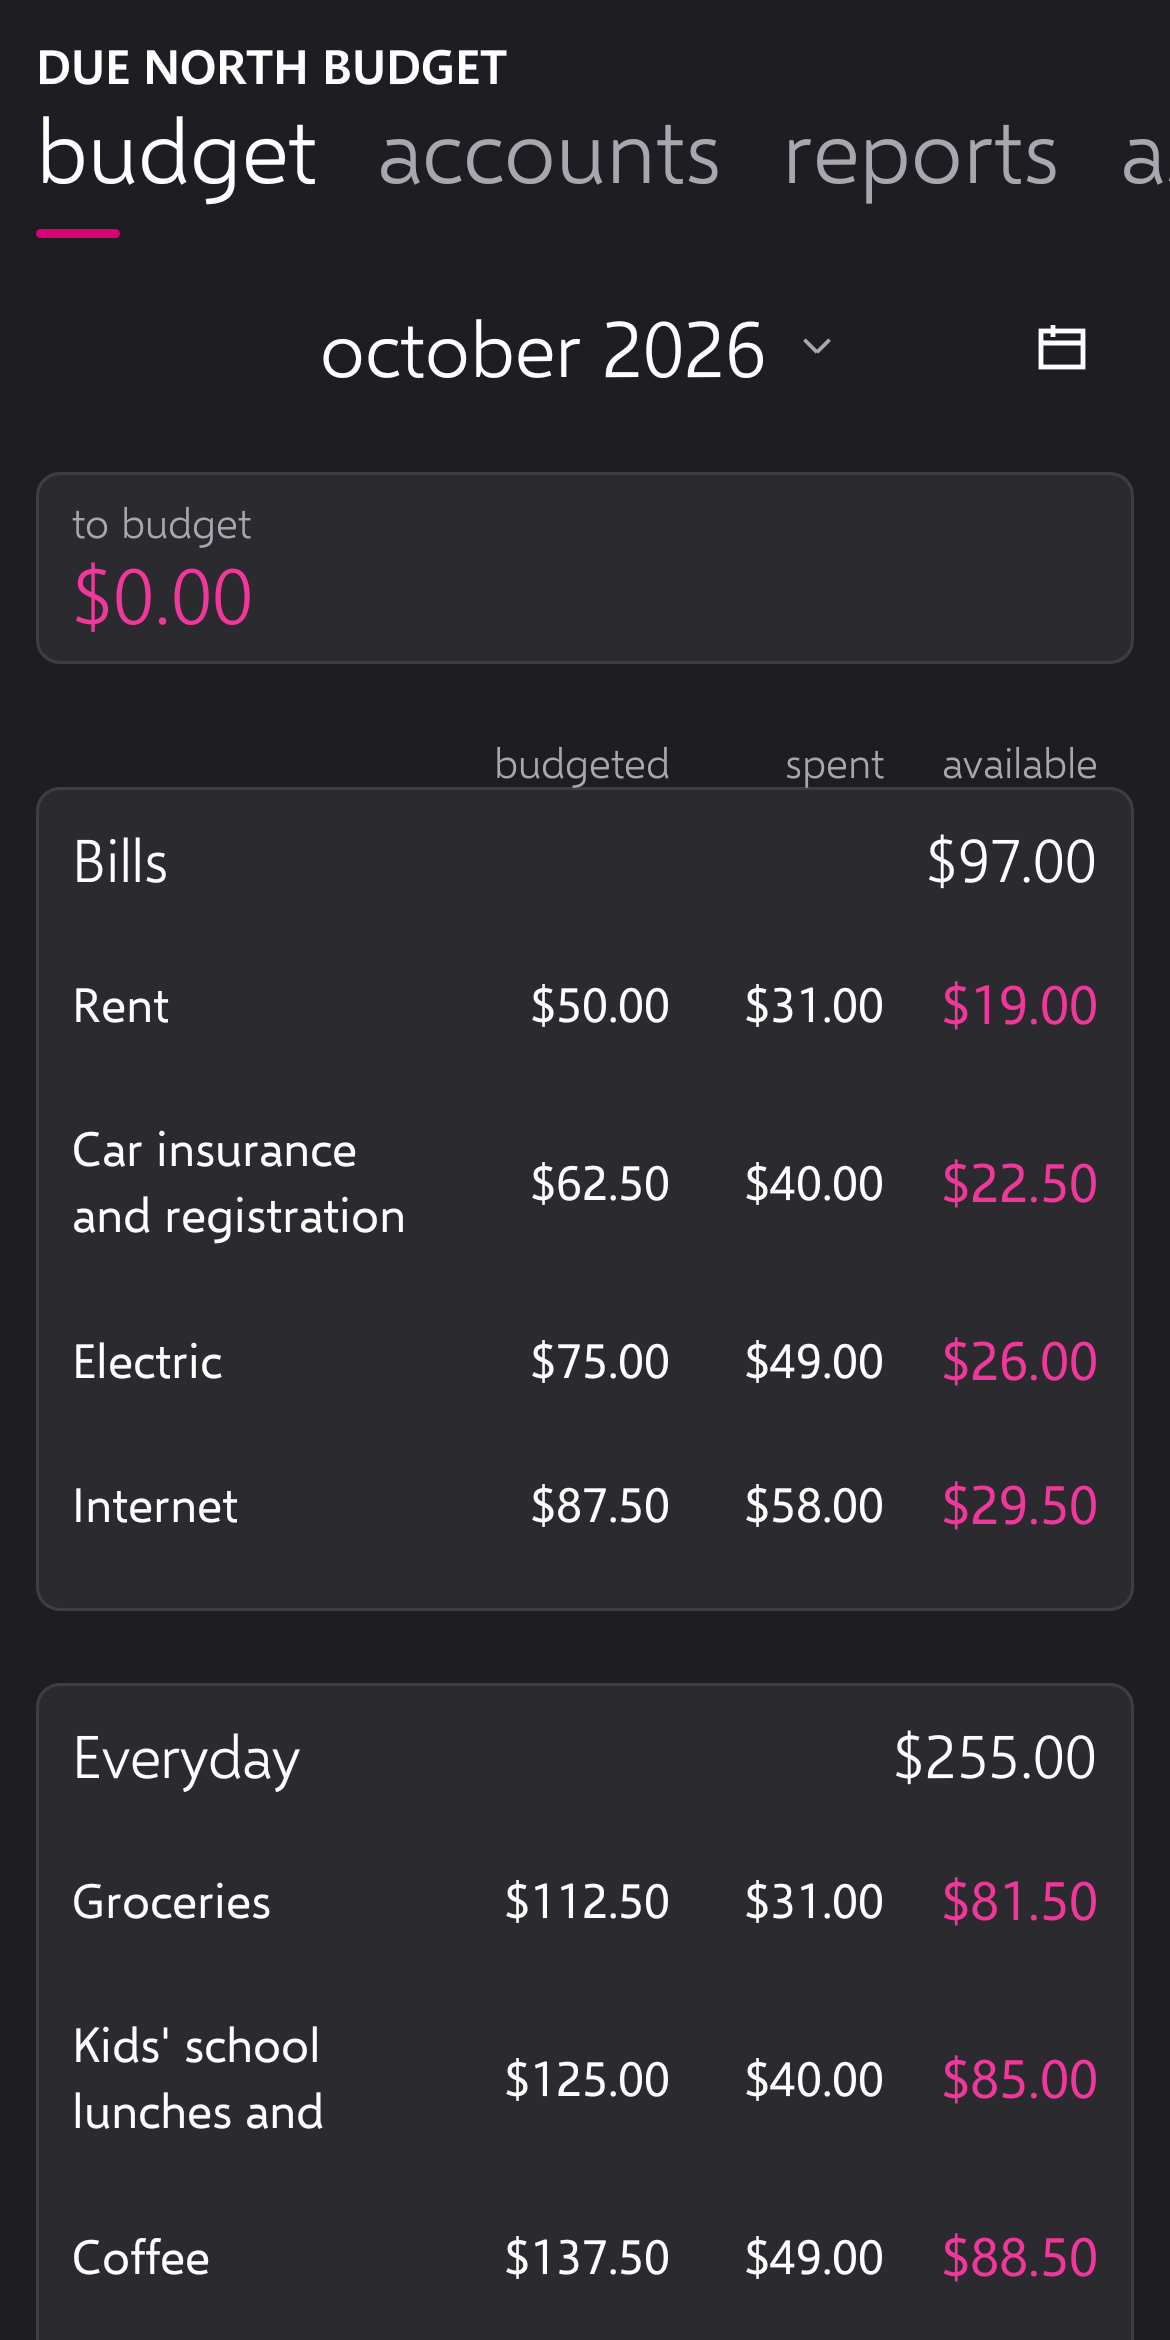 DUE NORTH BUDGET
budget accounts reports a
october 2026
to budget
$0.00
budgeted spent available
Bills $97.00
Rent $50.00 $31.00 $19.00
Car insurance
and registration $62.50 $40.00 $22.50
Electric $75.00 $49.00 $26.00
Internet $87.50 $58.00 $29.50
Everyday $255.00
Groceries $112.50 $31.00 $81.50
Kids' school
lunches and $125.00 $40.00 $85.00
Coffee $137.50 $49.00 $88.50